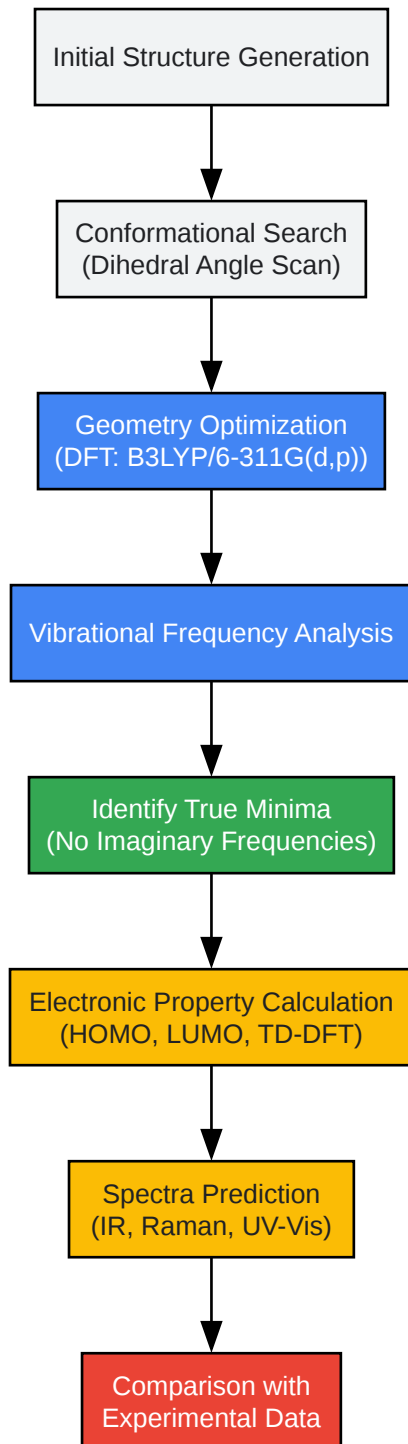 Initial Structure Generation
Conformational Search
(Dihedral Angle Scan)
Geometry Optimization
(DFT: B3LYP/6-311G(d,p))
Vibrational Frequency Analysis
Identify True Minima
(No Imaginary Frequencies)
Electronic Property Calculation
(HOMO, LUMO, TD-DFT)
Spectra Prediction
(IR, Raman, UV-Vis)
Comparison with
Experimental Data